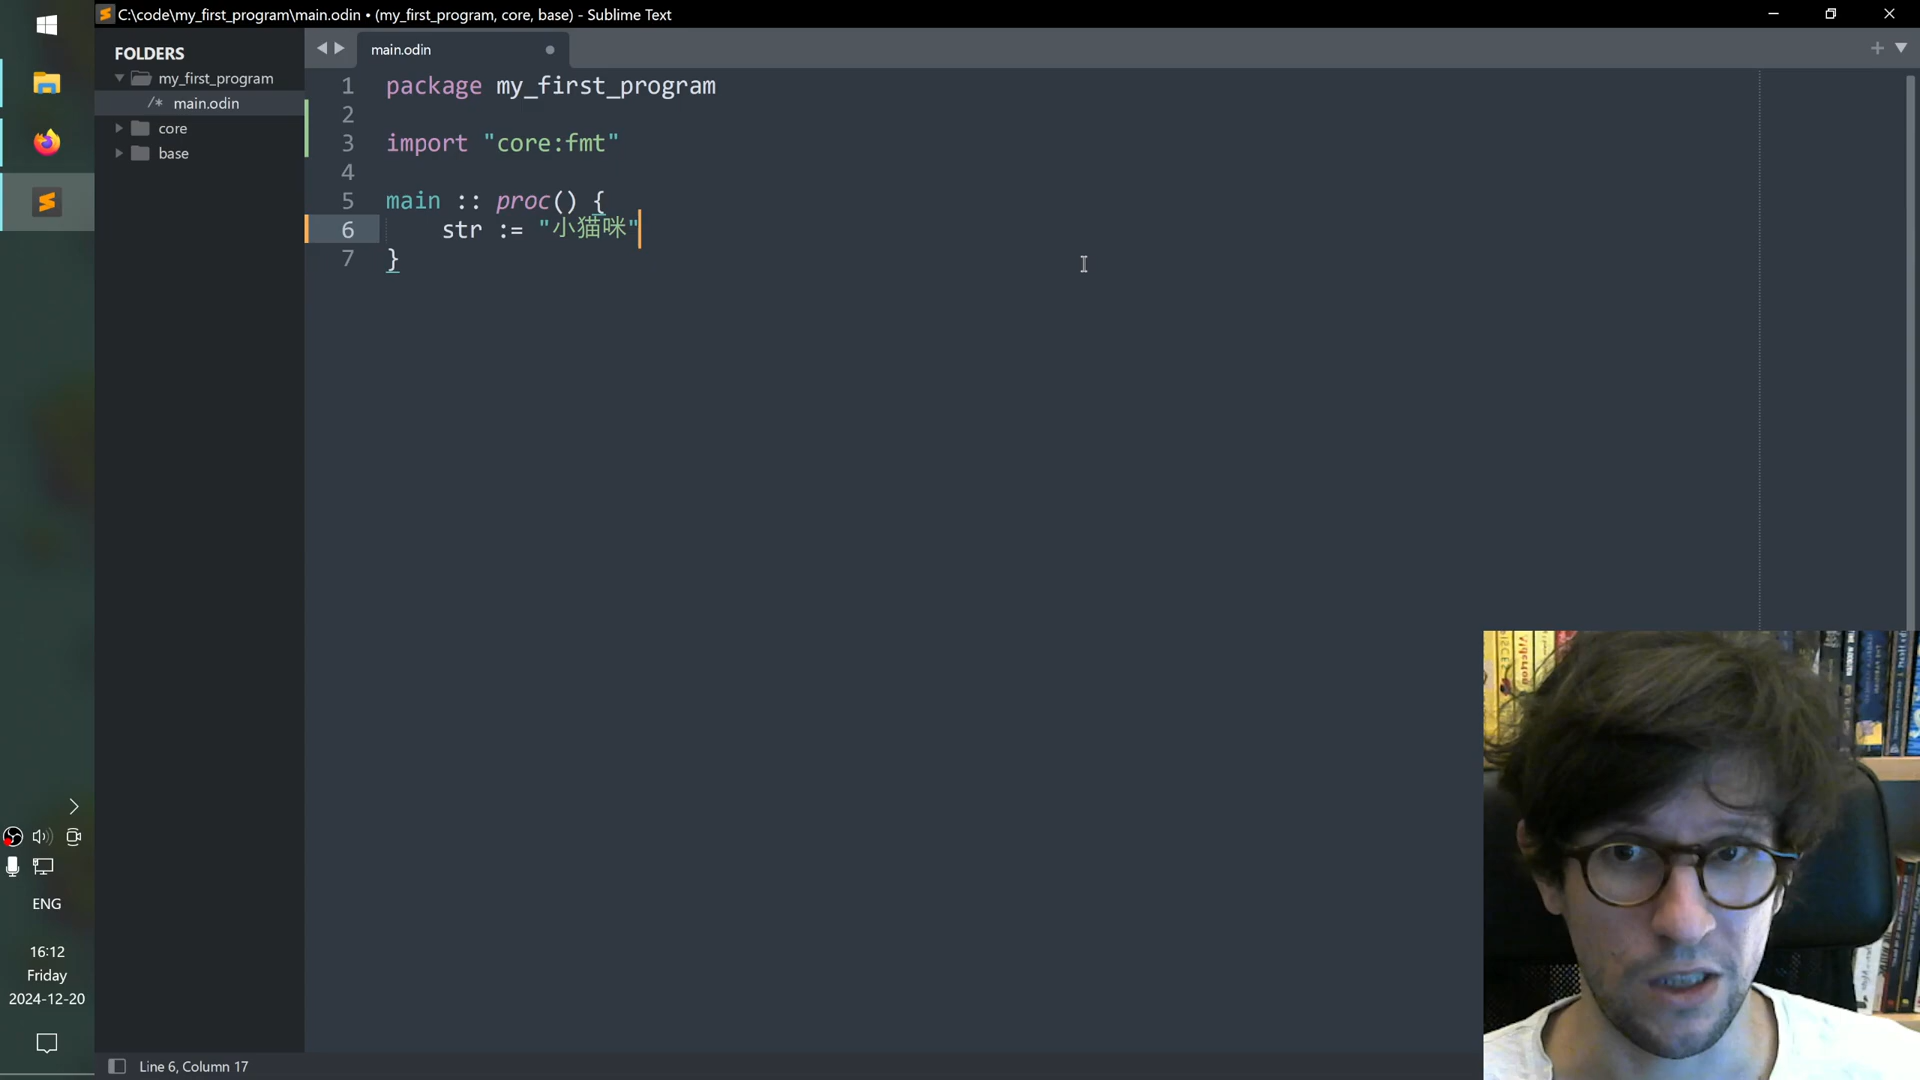 C:\code\my_first_program\main.odin • (my_first_program, core, base) - Sublime Text
FOLDERS
my_first_program
/* main.odin
core
base
main.odin
1 package my_first_program
2
3 import "core:fmt"
4
5 main :: proc() {
6 str := "小猫咪"
7 }
ENG
16:12
Friday
2024-12-20
Line 6, Column 17